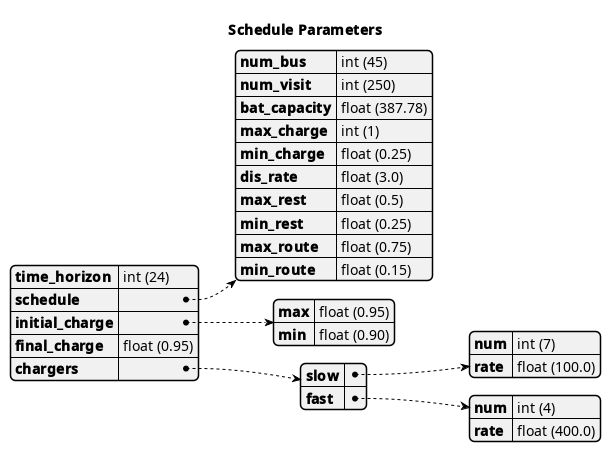 Schedule Parameters
num_bus int (45)
num_visit int (250)
bat_capacity float (387.78)
max_charge int (1)
min_charge float (0.25)
dis_rate float (3.0)
max_rest float (0.5)
min_rest float (0.25)
max_route float (0.75)
min_route float (0.15)
time_horizon int (24)
schedule
initial_charge
final_charge float (0.95)
chargers
max float (0.95)
min float (0.90)
slow
fast
num int (7)
rate float (100.0)
num int (4)
rate float (400.0)